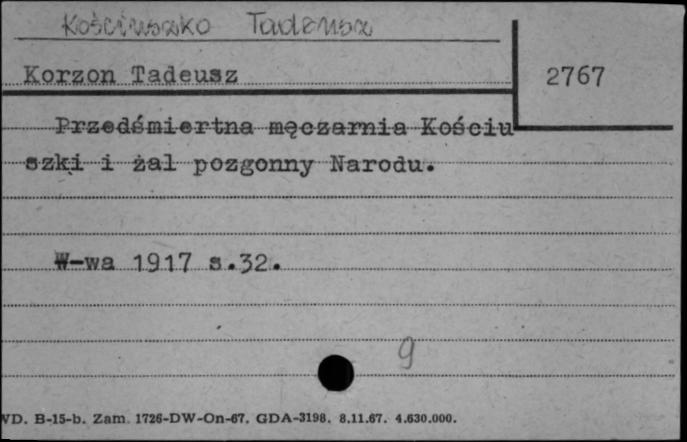 Kościuszko Tadeusz
Korzon Tadeusz
2767
Przedśmiertna męczarnia Kościu
szki i żal pozgonny Narodu.
W-wa 1917 s.32.
9
WD. B-15-b. Zam. 1726-DW-On-67. GDA-3198. 8.11.67. 4.630.000.